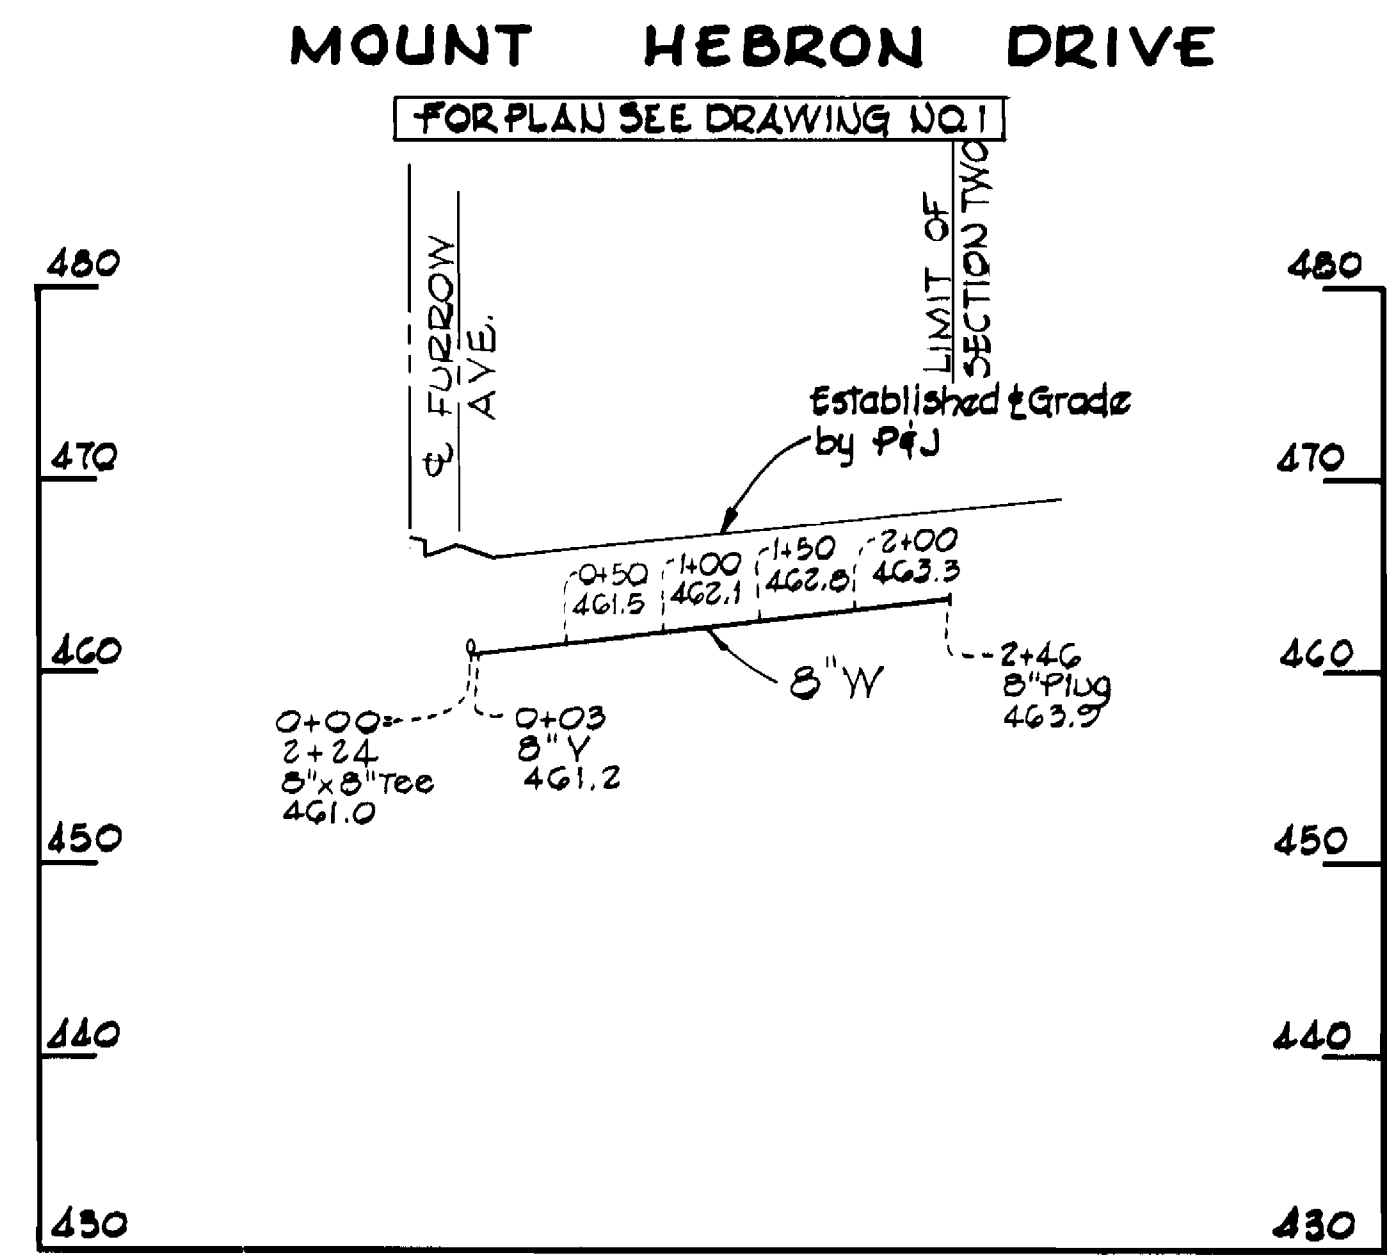 MOUNT HEBRON DRIVE
FOR PLAN SEE DRAWING NO. 1
LIMIT OF
SECTION TWO
℄ FURROW
AVE.
480
480
Established ℄ Grade
by P&J
470
470
0+50
461.5
1+00
462.1
1+50
462.8
2+00
463.3
460
460
8"W
2+46
8"Plug
463.9
0+00=
2+24
8"x8"Tee
461.0
0+03
8"V
461.2
450
450
440
440
430
430